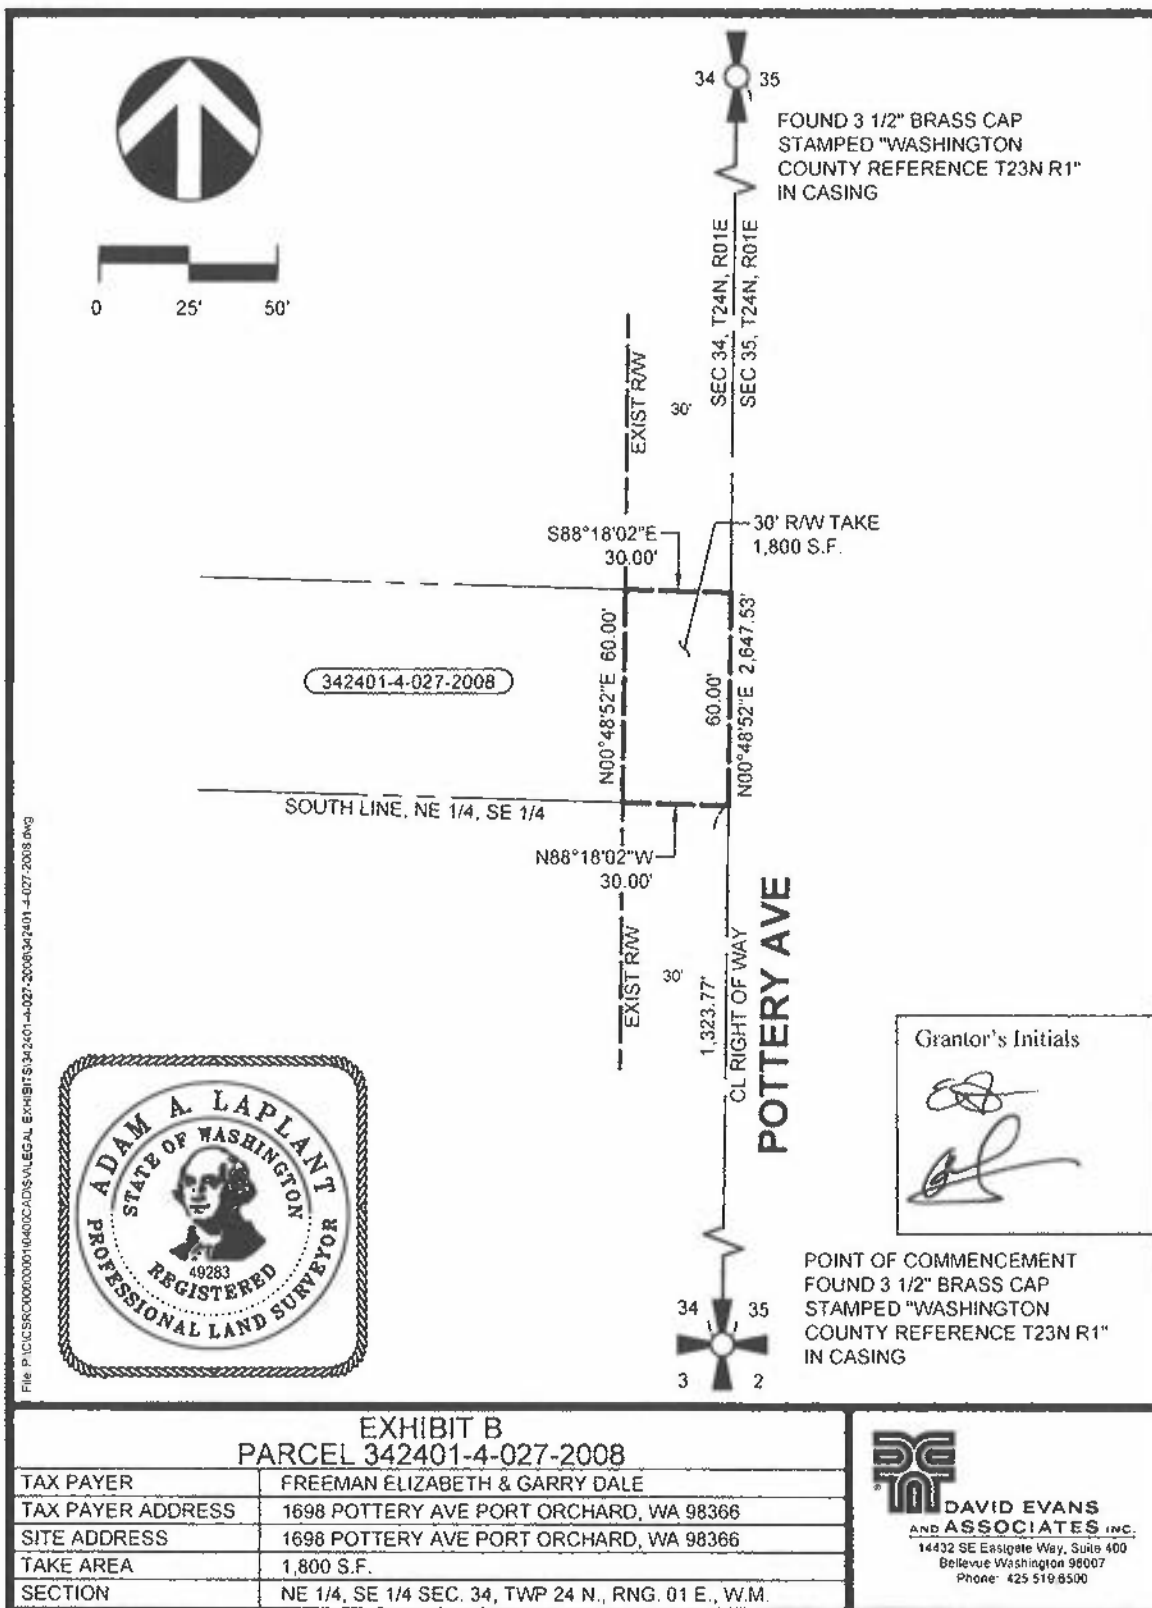 34 35
FOUND 3 1/2" BRASS CAP
STAMPED "WASHINGTON
COUNTY REFERENCE T23N R1"
IN CASING
0 25' 50'
SEC 34, T24N, R01E
SEC 35, T24N, R01E
EXIST R/W
30'
S88°18'02"E
30.00'
30' R/W TAKE
1,800 S.F.
N00°48'52"E 60.00'
60.00'
N00°48'52"E 2,647.53'
342401-4-027-2008
SOUTH LINE, NE 1/4, SE 1/4
N88°18'02"W
30.00'
EXIST R/W
30'
1,323.77'
CL RIGHT OF WAY
POTTERY AVE
Grantor's Initials
ADAM A. LAPLANT
STATE OF WASHINGTON
49283
REGISTERED
PROFESSIONAL LAND SURVEYOR
POINT OF COMMENCEMENT
FOUND 3 1/2" BRASS CAP
STAMPED "WASHINGTON
COUNTY REFERENCE T23N R1"
IN CASING
34 35
3 2
EXHIBIT B
PARCEL 342401-4-027-2008
TAX PAYER FREEMAN ELIZABETH & GARRY DALE
TAX PAYER ADDRESS 1698 POTTERY AVE PORT ORCHARD, WA 98366
SITE ADDRESS 1698 POTTERY AVE PORT ORCHARD, WA 98366
TAKE AREA 1,800 S.F.
SECTION NE 1/4, SE 1/4 SEC. 34, TWP 24 N., RNG. 01 E., W.M.
DAVID EVANS
AND ASSOCIATES INC.
14432 SE Eastgate Way, Suite 400
Bellevue Washington 98007
Phone: 425 519 6500